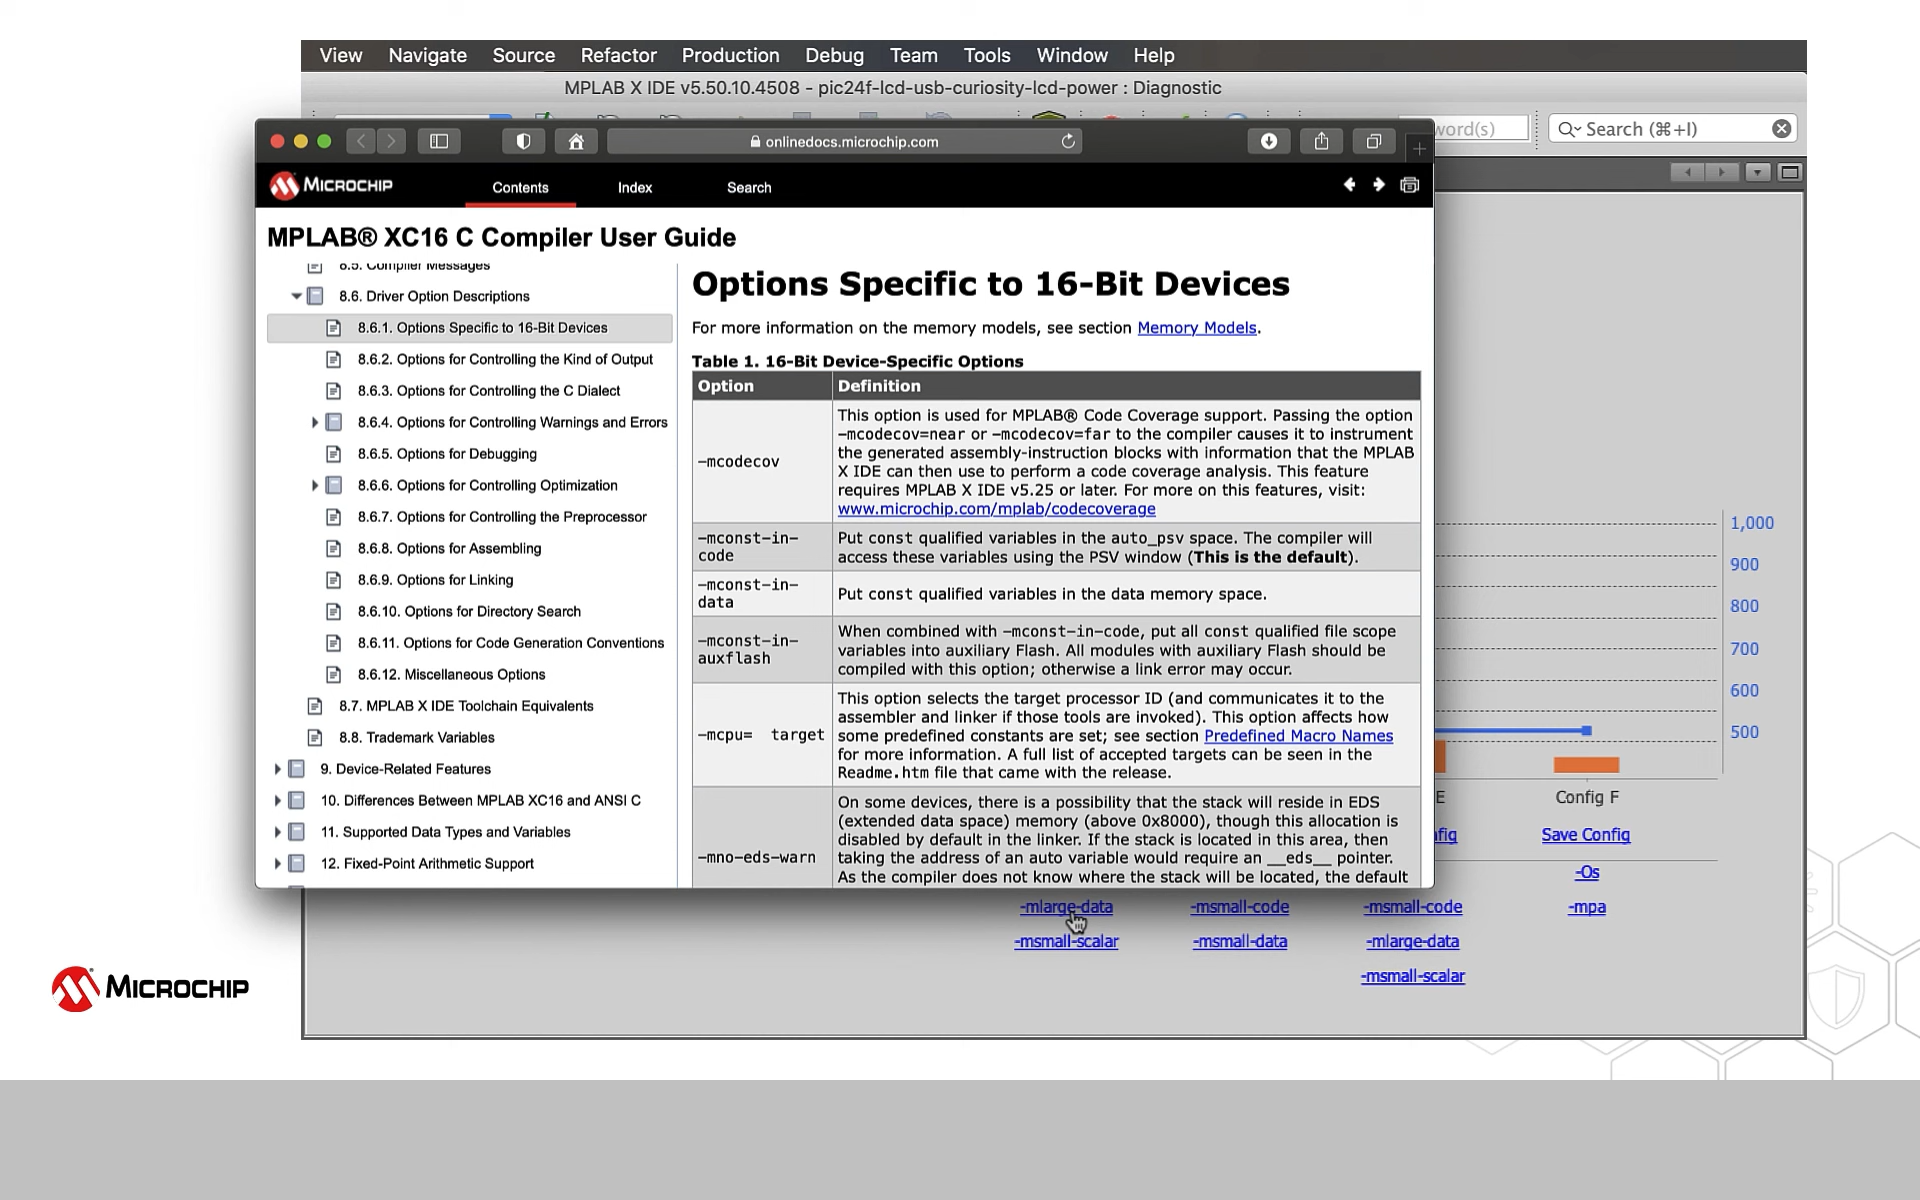 View Navigate Source Refactor Production Debug Team Tools Window Help
MPLAB X IDE v5.50.10.4508 - pic24f-lcd-usb-curiosity-lcd-power : Diagnostic
Search (⌘+I)
onlinedocs.microchip.com
MICROCHIP Contents Index Search
MPLAB® XC16 C Compiler User Guide
8.5. Compiler Messages
8.6. Driver Option Descriptions
8.6.1. Options Specific to 16-Bit Devices
8.6.2. Options for Controlling the Kind of Output
8.6.3. Options for Controlling the C Dialect
8.6.4. Options for Controlling Warnings and Errors
8.6.5. Options for Debugging
8.6.6. Options for Controlling Optimization
8.6.7. Options for Controlling the Preprocessor
8.6.8. Options for Assembling
8.6.9. Options for Linking
8.6.10. Options for Directory Search
8.6.11. Options for Code Generation Conventions
8.6.12. Miscellaneous Options
8.7. MPLAB X IDE Toolchain Equivalents
8.8. Trademark Variables
9. Device-Related Features
10. Differences Between MPLAB XC16 and ANSI C
11. Supported Data Types and Variables
12. Fixed-Point Arithmetic Support
Options Specific to 16-Bit Devices
For more information on the memory models, see section Memory Models.
Table 1. 16-Bit Device-Specific Options
Option Definition
-mcodecov
This option is used for MPLAB® Code Coverage support. Passing the option
-mcodecov=near or -mcodecov=far to the compiler causes it to instrument
the generated assembly-instruction blocks with information that the MPLAB
X IDE can then use to perform a code coverage analysis. This feature
requires MPLAB X IDE v5.25 or later. For more on this features, visit:
www.microchip.com/mplab/codecoverage
-mconst-in-
code
Put const qualified variables in the auto_psv space. The compiler will
access these variables using the PSV window (This is the default).
-mconst-in-
data
Put const qualified variables in the data memory space.
-mconst-in-
auxflash
When combined with -mconst-in-code, put all const qualified file scope
variables into auxiliary Flash. All modules with auxiliary Flash should be
compiled with this option; otherwise a link error may occur.
-mcpu= target
This option selects the target processor ID (and communicates it to the
assembler and linker if those tools are invoked). This option affects how
some predefined constants are set; see section Predefined Macro Names
for more information. A full list of accepted targets can be seen in the
Readme.htm file that came with the release.
-mno-eds-warn
On some devices, there is a possibility that the stack will reside in EDS
(extended data space) memory (above 0x8000), though this allocation is
disabled by default in the linker. If the stack is located in this area, then
taking the address of an auto variable would require an __eds__ pointer.
As the compiler does not know where the stack will be located, the default
1,000
900
800
700
600
500
E Config F
Save Config
-Os
-mlarge-data -msmall-code -msmall-code -mpa
-msmall-scalar -msmall-data -mlarge-data
-msmall-scalar
MICROCHIP